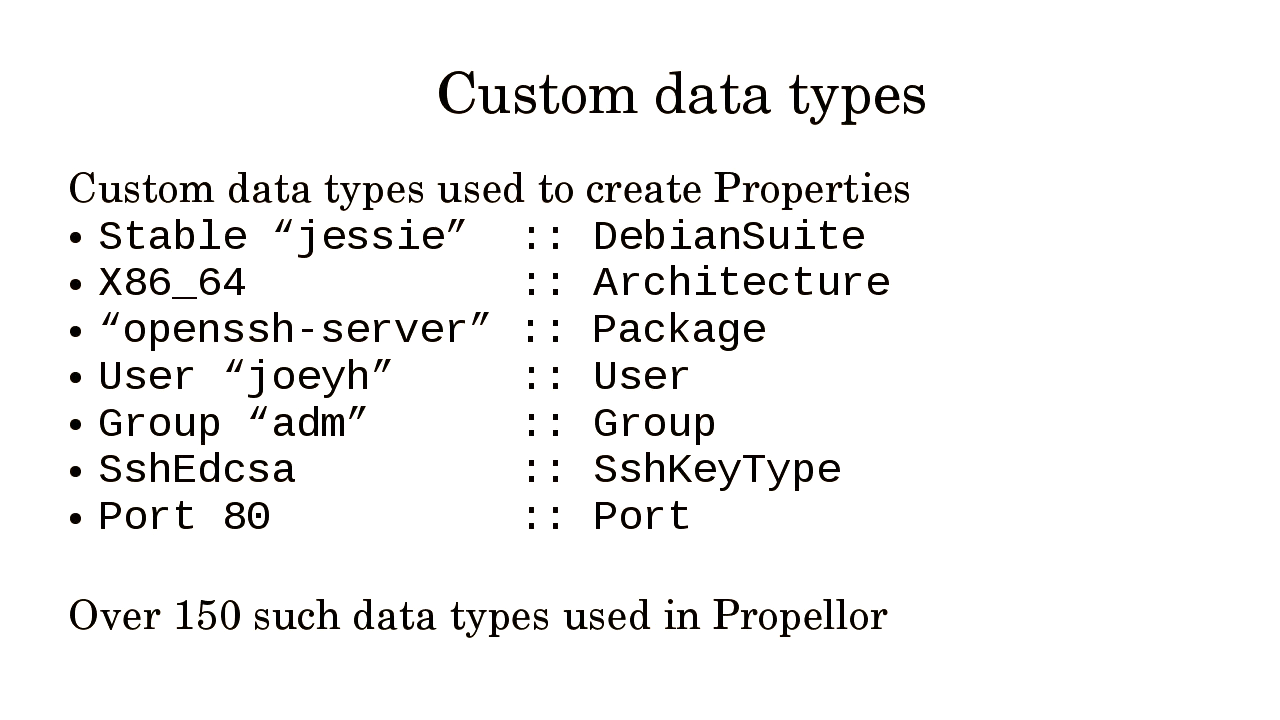 Custom data types
Custom data types used to create Properties
• Stable “jessie” :: DebianSuite
• X86_64 :: Architecture
• “openssh-server” :: Package
• User “joeyh” :: User
• Group “adm” :: Group
• SshEdcsa :: SshKeyType
• Port 80 :: Port
Over 150 such data types used in Propellor